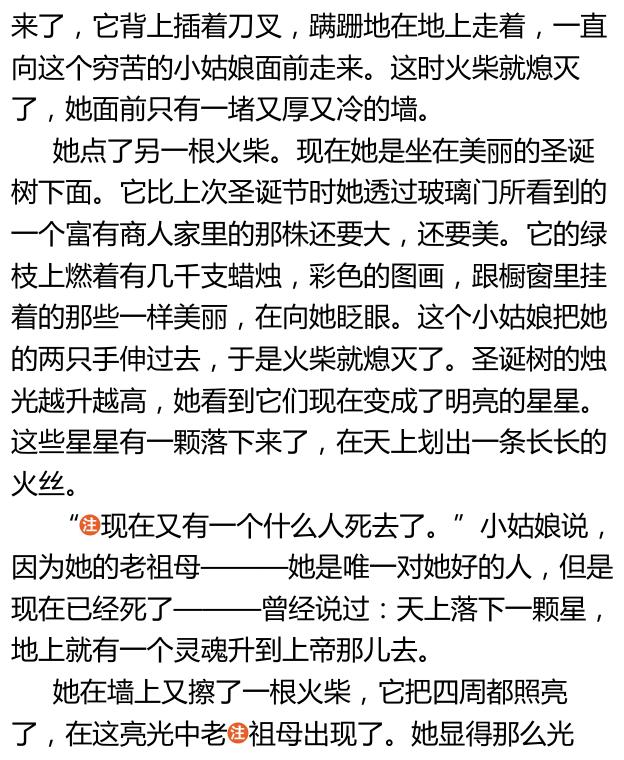 来了，它背上插着刀叉，蹒跚地在地上走着，一直
向这个穷苦的小姑娘面前走来。这时火柴就熄灭
了，她面前只有一堵又厚又冷的墙。
她点了另一根火柴。现在她是坐在美丽的圣诞
树下面。它比上次圣诞节时她透过玻璃门所看到的
一个富有商人家里的那株还要大，还要美。它的绿
枝上燃着有几千支蜡烛，彩色的图画，跟橱窗里挂
着的那些一样美丽，在向她眨眼。这个小姑娘把她
的两只手伸过去，于是火柴就熄灭了。圣诞树的烛
光越升越高，她看到它们现在变成了明亮的星星。
这些星星有一颗落下来了，在天上划出一条长长的
火丝。
“注现在又有一个什么人死去了。”小姑娘说，
因为她的老祖母———她是唯一对她好的人，但是
现在已经死了———曾经说过：天上落下一颗星，
地上就有一个灵魂升到上帝那儿去。
她在墙上又擦了一根火柴，它把四周都照亮
了，在这亮光中老注祖母出现了。她显得那么光